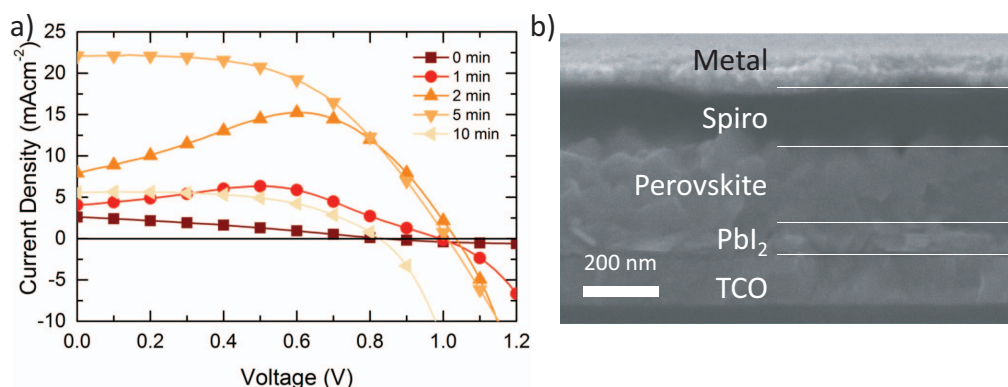 a)
Current Density (mAcm⁻²)
25
20
15
10
5
0
-5
-10
0.0 0.2 0.4 0.6 0.8 1.0 1.2
Voltage (V)
0 min
1 min
2 min
5 min
10 min
b)
Metal
Spiro
Perovskite
PbI₂
TCO
200 nm